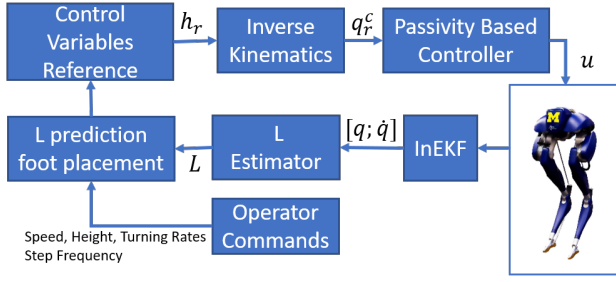 Control
Variables
Reference
h_r
Inverse
Kinematics
q_r^c
Passivity Based
Controller
u
M
L prediction
foot placement
L
L
Estimator
[q; q̇]
InEKF
Operator
Commands
Speed, Height, Turning Rates
Step Frequency